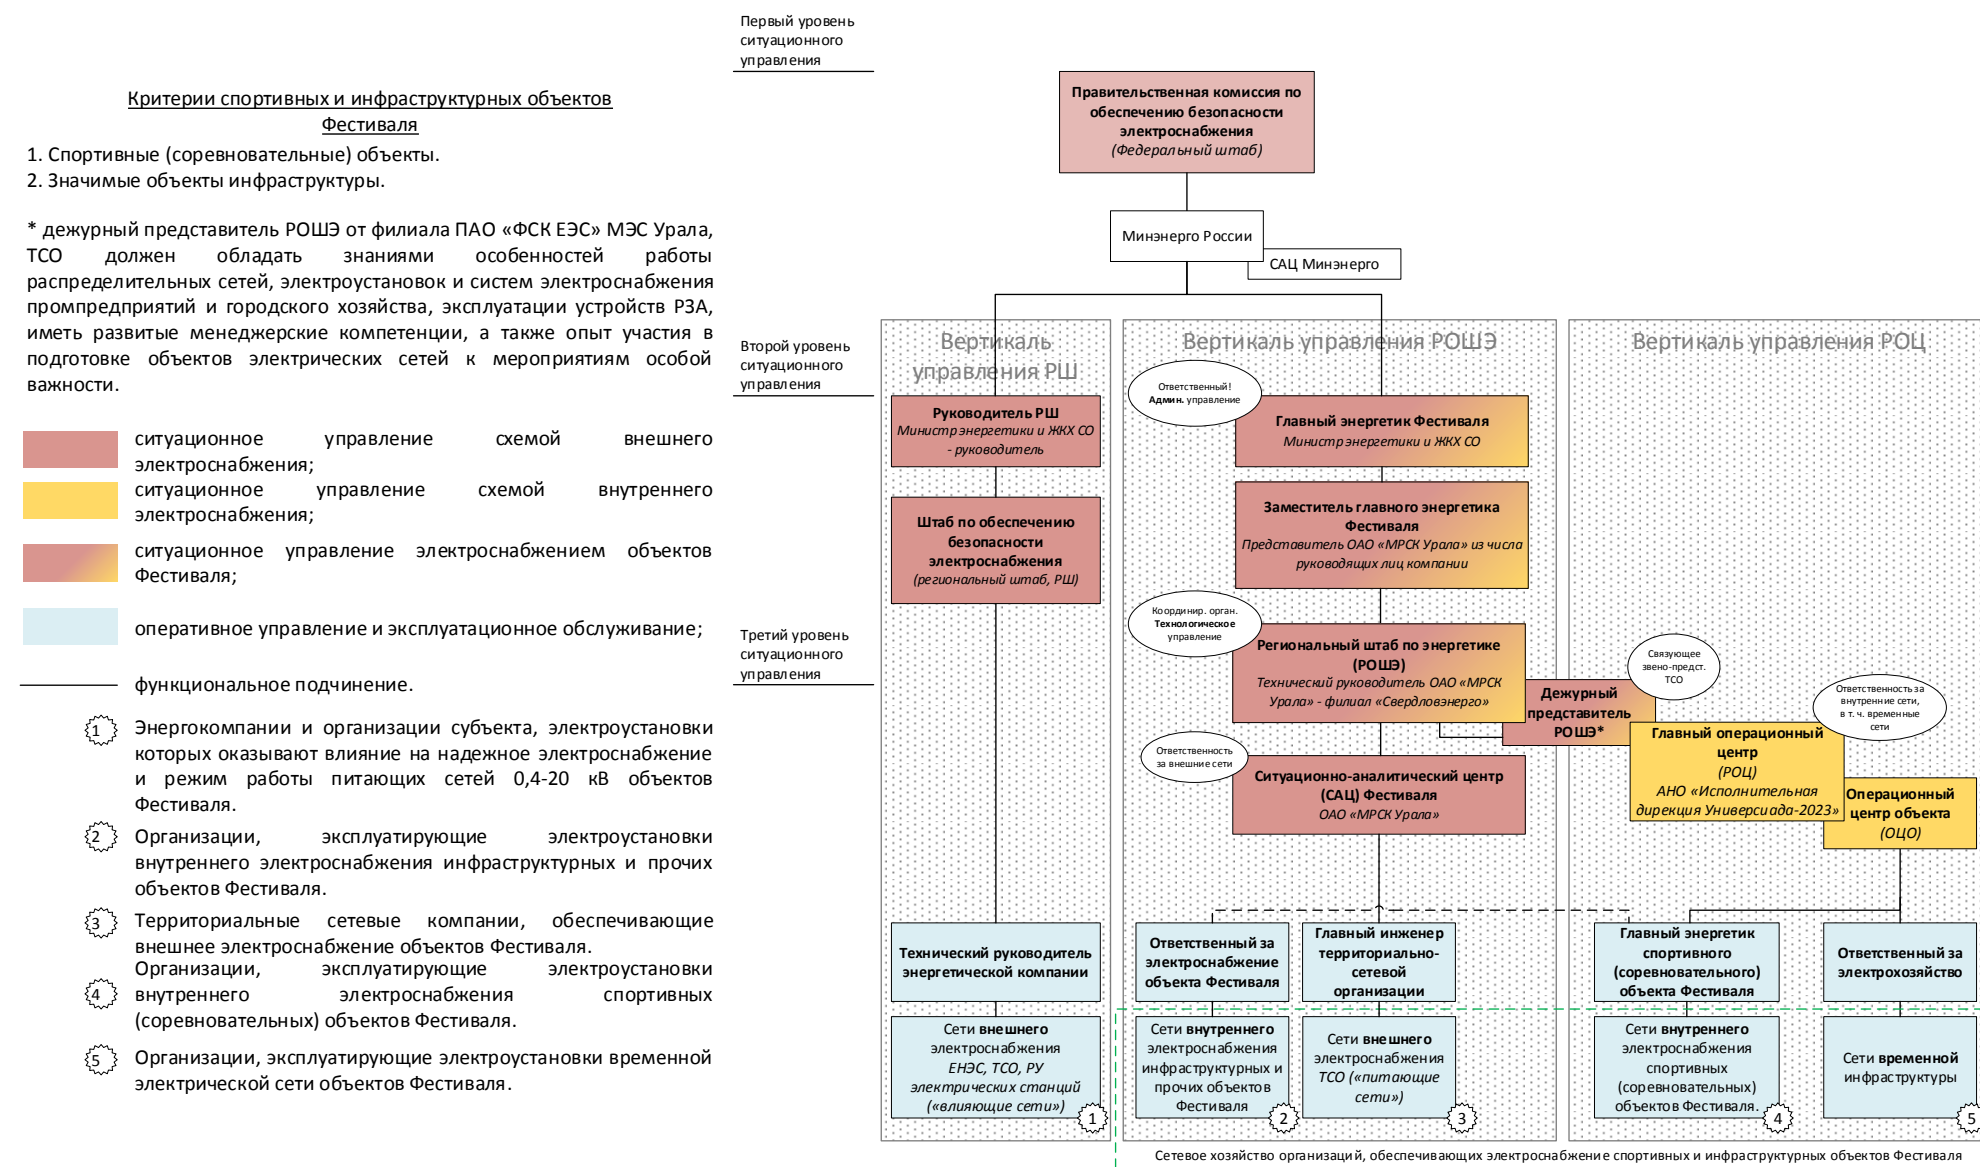 Критерии спортивных и инфраструктурных объектов
Фестиваля
1. Спортивные (соревновательные) объекты.
2. Значимые объекты инфраструктуры.
* дежурный представитель РОШЭ от филиала ПАО «ФСК ЕЭС» МЭС Урала,
ТСО должен обладать знаниями особенностей работы
распределительных сетей, электроустановок и систем электроснабжения
промпредприятий и городского хозяйства, эксплуатации устройств РЗА,
иметь развитые менеджерские компетенции, а также опыт участия в
подготовке объектов электрических сетей к мероприятиям особой
важности.
ситуационное управление схемой внешнего
электроснабжения;
ситуационное управление схемой внутреннего
электроснабжения;
ситуационное управление электроснабжением объектов
Фестиваля;
оперативное управление и эксплуатационное обслуживание;
функциональное подчинение.
1 Энергокомпании и организации субъекта, электроустановки
которых оказывают влияние на надежное электроснабжение
и режим работы питающих сетей 0,4-20 кВ объектов
Фестиваля.
2 Организации, эксплуатирующие электроустановки
внутреннего электроснабжения инфраструктурных и прочих
объектов Фестиваля.
3 Территориальные сетевые компании, обеспечивающие
внешнее электроснабжение объектов Фестиваля.
Организации, эксплуатирующие электроустановки
4 внутреннего электроснабжения спортивных
(соревновательных) объектов Фестиваля.
5 Организации, эксплуатирующие электроустановки временной
электрической сети объектов Фестиваля.
Первый уровень
ситуационного
управления
Второй уровень
ситуационного
управления
Третий уровень
ситуационного
управления
Правительственная комиссия по
обеспечению безопасности
электроснабжения
(Федеральный штаб)
Минэнерго России
САЦ Минэнерго
Вертикаль
управления РШ
Руководитель РШ
Министр энергетики и ЖКХ СО
- руководитель
Штаб по обеспечению
безопасности
электроснабжения
(региональный штаб, РШ)
Технический руководитель
энергетической компании
Сети внешнего
электроснабжения
ЕНЭС, ТСО, РУ
электрических станций
(«влияющие сети»)
1
Вертикаль управления РОШЭ
Ответственный!
Админ. управление
Главный энергетик Фестиваля
Министр энергетики и ЖКХ СО
Заместитель главного энергетика
Фестиваля
Представитель ОАО «МРСК Урала» из числа
руководящих лиц компании
Координир. орган.
Технологическое
управление
Региональный штаб по энергетике
(РОШЭ)
Технический руководитель ОАО «МРСК
Урала» - филиал «Свердловэнерго»
Ответственность
за внешние сети
Ситуационно-аналитический центр
(САЦ) Фестиваля
ОАО «МРСК Урала»
Ответственный за
электроснабжение
объекта Фестиваля
Главный инженер
территориально-
сетевой
организации
Сети внутреннего
электроснабжения
инфраструктурных и
прочих объектов
Фестиваля
2
Сети внешнего
электроснабжения
ТСО («питающие
сети»)
3
Вертикаль управления РОЦ
Связующее
звено-предст.
ТСО
Дежурный
представитель
РОШЭ*
Ответственность за
внутренние сети,
в т. ч. временные
сети
Главный операционный
центр
(РОЦ)
АНО «Исполнительная
дирекция Универсиада-2023»
Операционный
центр объекта
(ОЦО)
Главный энергетик
спортивного
(соревновательного)
объекта Фестиваля
Ответственный за
электрохозяйство
Сети внутреннего
электроснабжения
спортивных
(соревновательных)
объектов Фестиваля.
4
Сети временной
инфраструктуры
5
Сетевое хозяйство организаций, обеспечивающих электроснабжение спортивных и инфраструктурных объектов Фестиваля